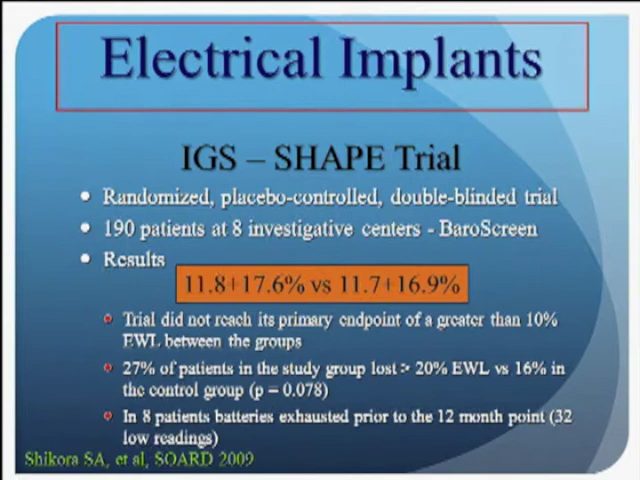 Electrical Implants
IGS – SHAPE Trial
Randomized, placebo-controlled, double-blinded trial
190 patients at 8 investigative centers - BaroScreen
Results
11.8+17.6% vs 11.7+16.9%
Trial did not reach its primary endpoint of a greater than 10%
EWL between the groups
27% of patients in the study group lost > 20% EWL vs 16% in
the control group (p = 0.078)
In 8 patients batteries exhausted prior to the 12 month point (32
low readings)
Shikora SA, et al, SOARD 2009